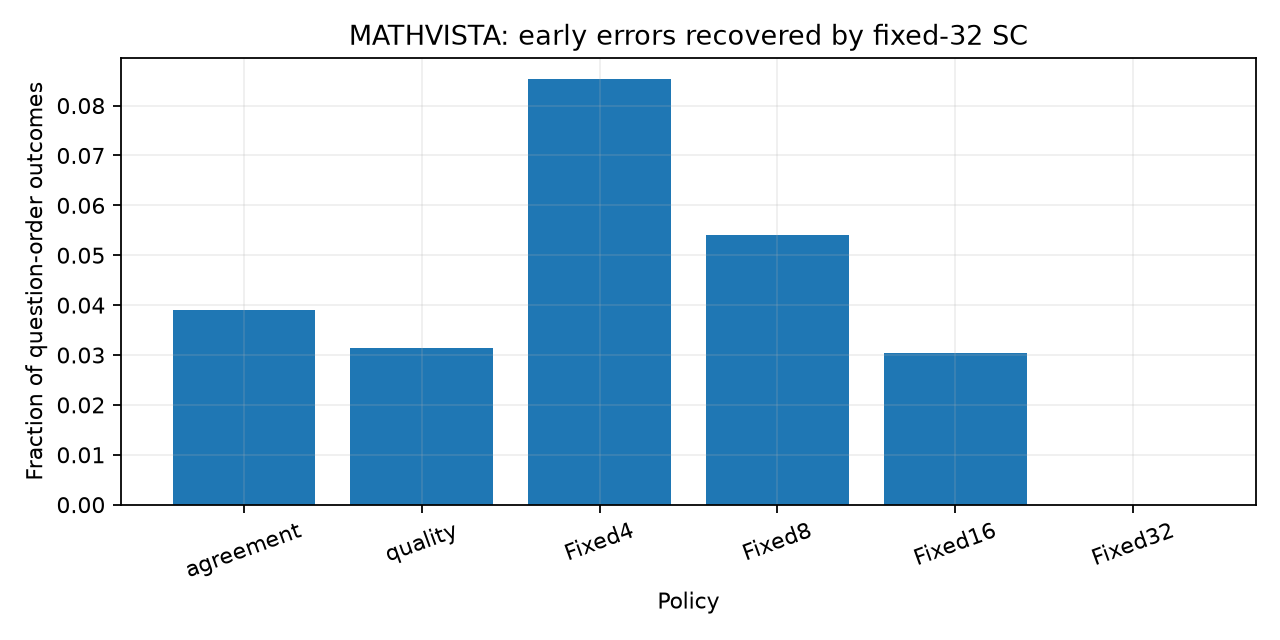 MATHVISTA: early errors recovered by fixed-32 SC
Fraction of question-order outcomes
0.08
0.07
0.06
0.05
0.04
0.03
0.02
0.01
0.00
agreement
quality
Fixed4
Fixed8
Fixed16
Fixed32
Policy